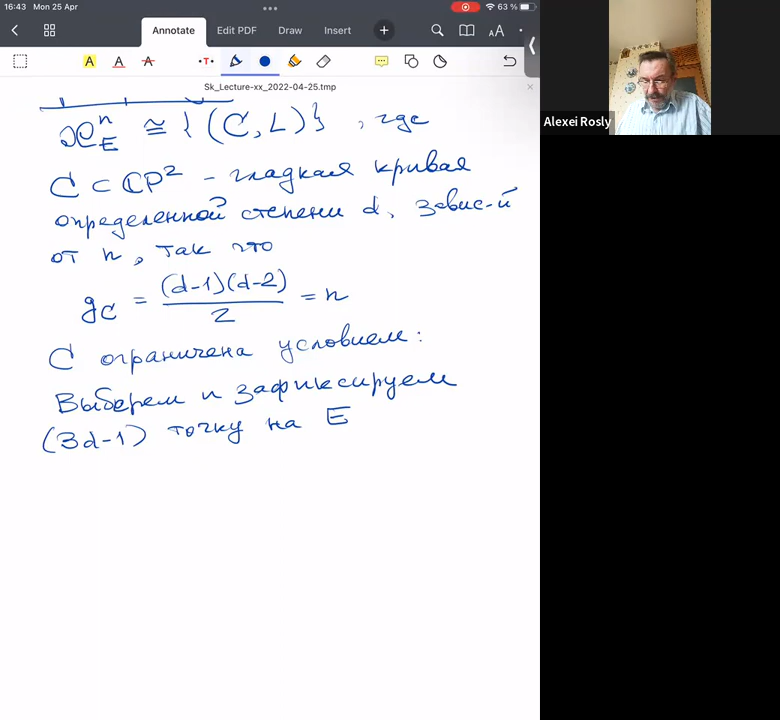 16:43 Mon 25 Apr
63 %
Annotate Edit PDF Draw Insert
Sk_Lecture-xx_2022-04-25.tmp
ℋ_E^n ≅ {(C, L)}, где
C ⊂ ℂP² - гладкая кривая
определенной степени d, завис-й
от n, так что
g_C = (d-1)(d-2)/2 = n
C ограничена условием:
Выберем и зафиксируем
(3d-1) точку на E
Alexei Rosly